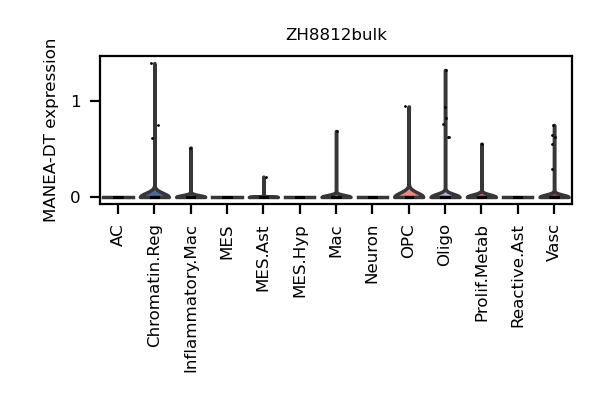 ZH8812bulk
MANEA-DT expression
1
0
AC
Chromatin.Reg
Inflammatory.Mac
MES
MES.Ast
MES.Hyp
Mac
Neuron
OPC
Oligo
Prolif.Metab
Reactive.Ast
Vasc